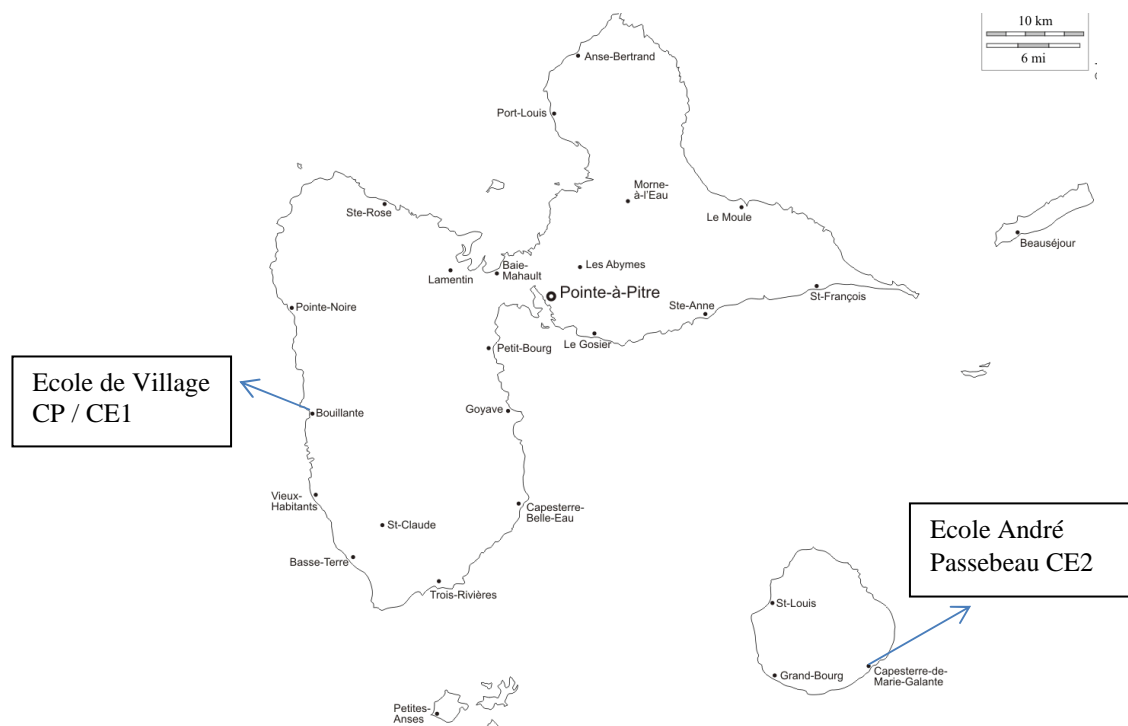 10 km
6 mi
Anse-Bertrand
Port-Louis
Morne-
à-l'Eau
Ste-Rose
Le Moule
Beauséjour
Les Abymes
Baie-
Mahault
Lamentin
Pointe-à-Pitre
St-François
Pointe-Noire
Ste-Anne
Le Gosier
Petit-Bourg
Ecole de Village
CP / CE1
Bouillante
Goyave
Vieux-
Habitants
Capesterre-
Belle-Eau
St-Claude
Ecole André
Passebeau CE2
Basse-Terre
Trois-Rivières
St-Louis
Grand-Bourg
Capesterre-de-
Marie-Galante
Petites-
Anses